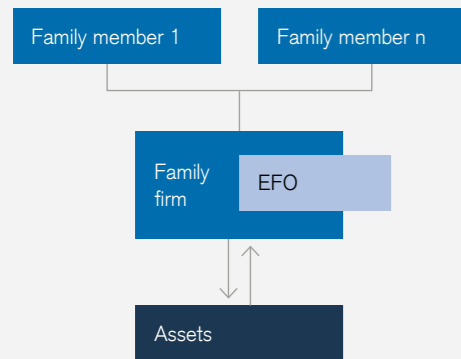 Family member 1
Family member n
Family
firm
EFO
Assets